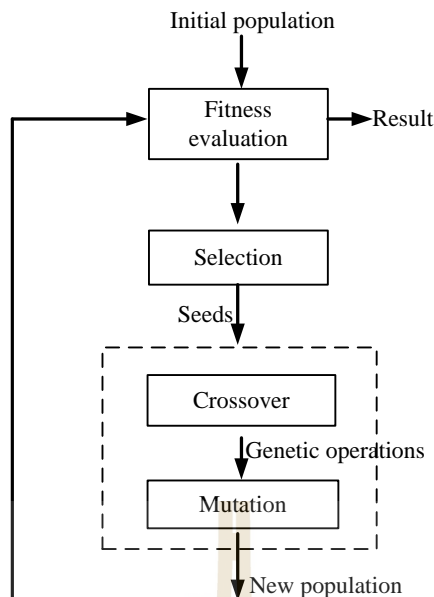 Initial population
Fitness
evaluation
Result
Selection
Seeds
Crossover
Genetic operations
Mutation
New population